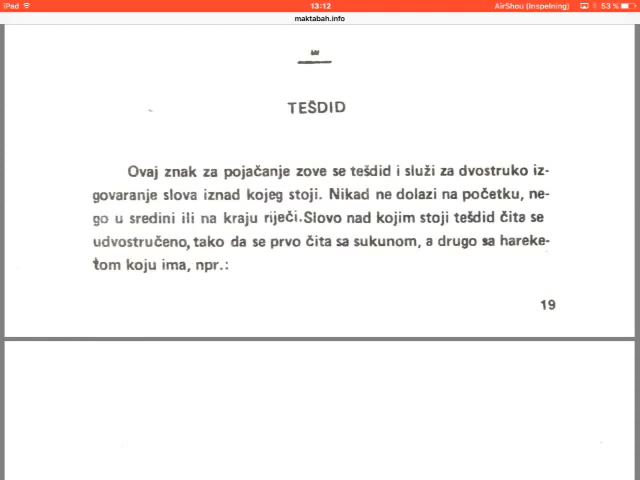 iPad 13:12 AirShou (Inspelning) 53 %
maktabah.info
TEŠDID
Ovaj znak za pojačanje zove se tešdid i služi za dvostruko iz-
govaranje slova iznad kojeg stoji. Nikad ne dolazi na početku, ne-
go u sredini ili na kraju riječi.Slovo nad kojim stoji tešdid čita se
udvostručeno, tako da se prvo čita sa sukunom, a drugo sa hareke-
tom koju ima, npr.:
19